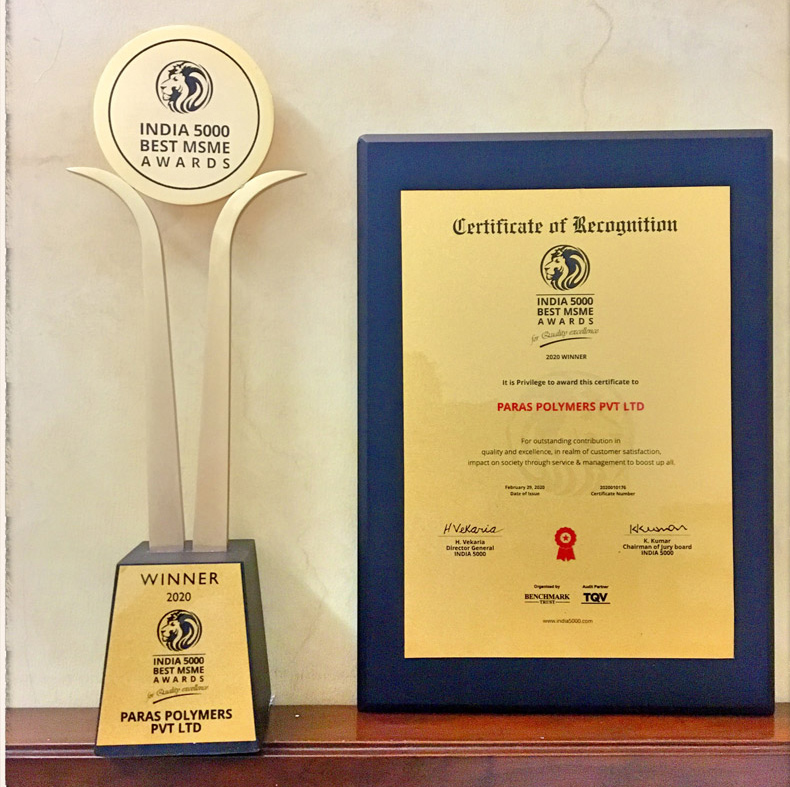 INDIA 5000
BEST MSME
AWARDS
WINNER
2020
INDIA 5000
BEST MSME
AWARDS
for Quality excellence
PARAS POLYMERS
PVT LTD
Certificate of Recognition
INDIA 5000
BEST MSME
AWARDS
for Quality excellence
2020 WINNER
It is Privilege to award this certificate to
PARAS POLYMERS PVT LTD
For outstanding contribution in
quality and excellence, in realm of customer satisfaction,
impact on society through service & management to boost up all.
February 29, 2020
Date of Issue
2020010176
Certificate Number
H Vekaria
H. Vekaria
Director General
INDIA 5000
KKumar
K. Kumar
Chairman of Jury board
INDIA 5000
Organised by
BENCHMARK
TRUST
Audit Partner
TQV
www.india5000.com